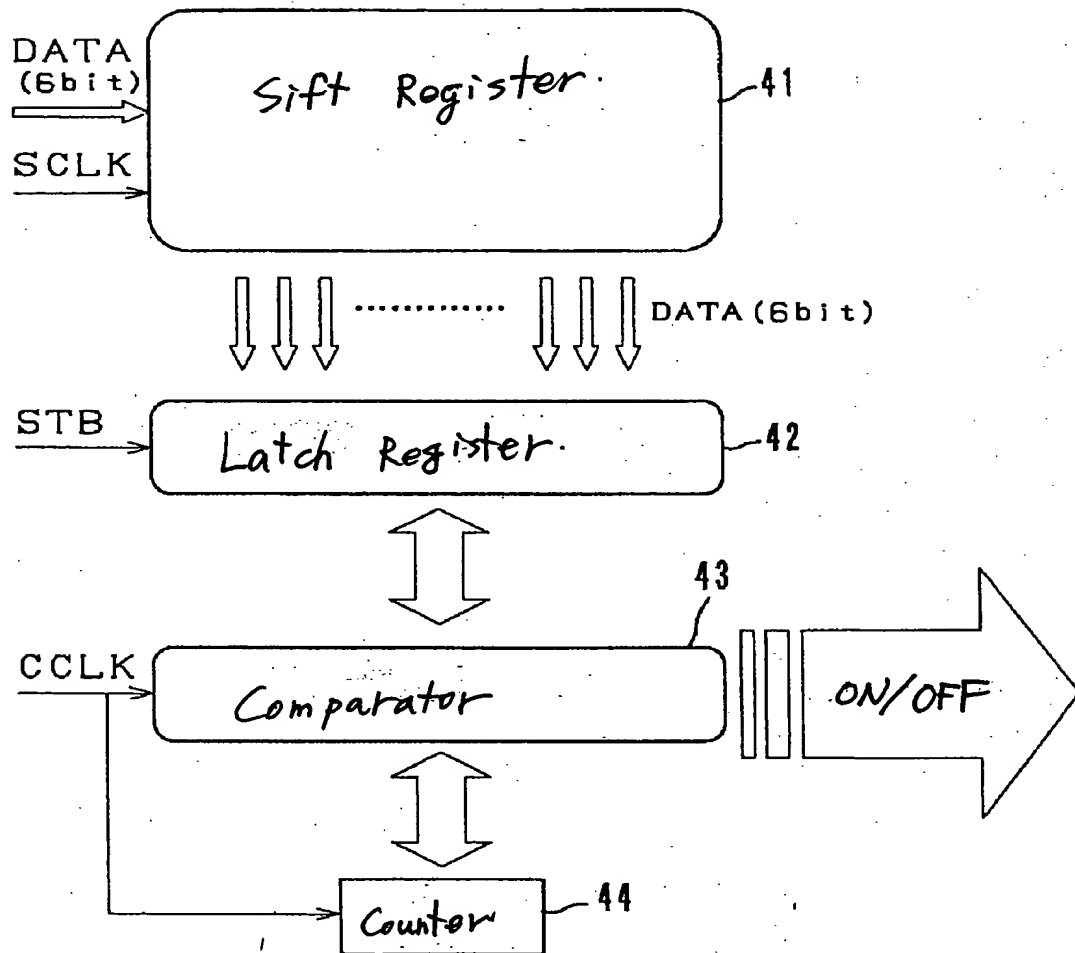 DATA
(6bit)
Sift Register.
41
SCLK
DATA (6bit)
STB
Latch Register.
42
43
CCLK
Comparator
ON/OFF
Counter
44